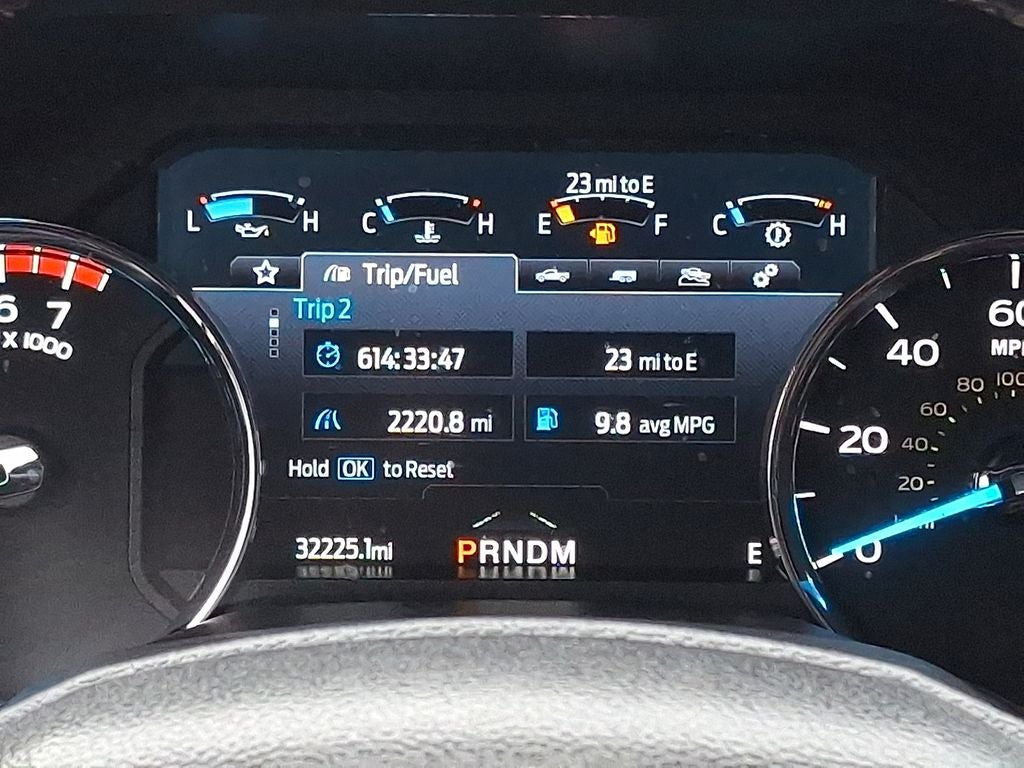 23 mi to E
L H C H E F C H
Trip/Fuel
Trip 2
614:33:47 23 mi to E
2220.8 mi 9.8 avg MPG
Hold OK to Reset
32225.1 mi PRNDM E
6 7
X 1000
60
MPH
40
20
0
100
80
60
40
20